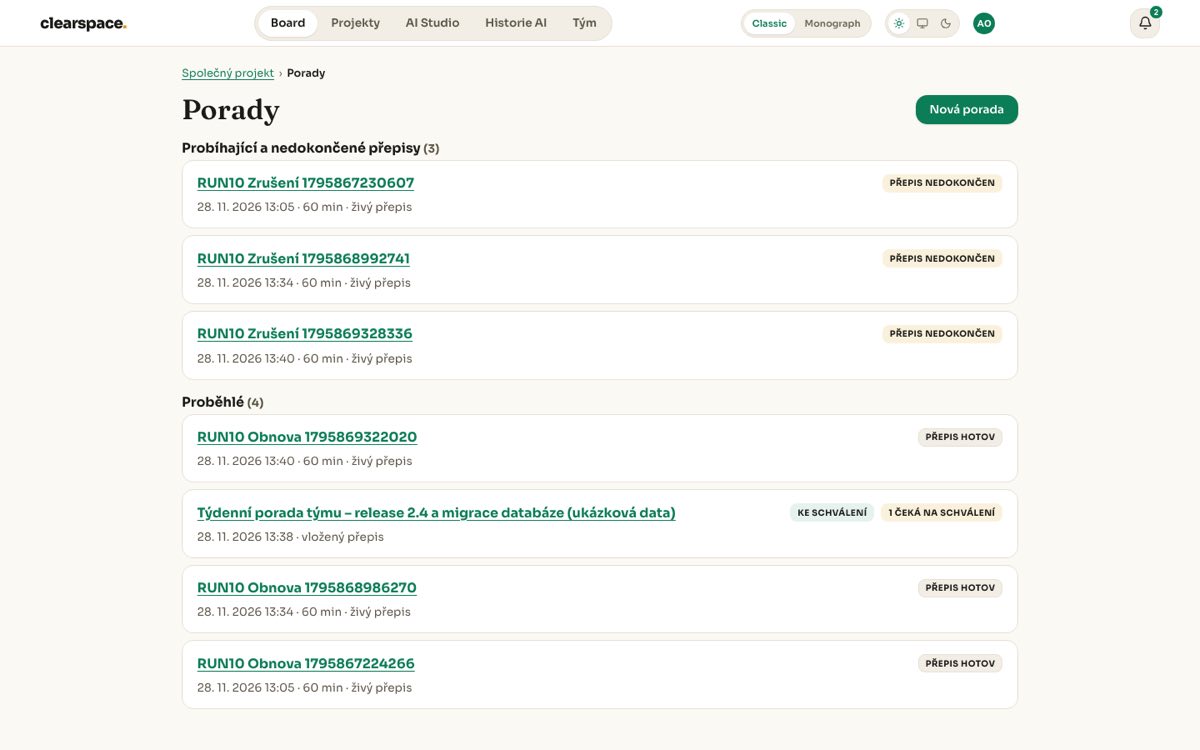 clearspace.
Board Projekty AI Studio Historie AI Tým
Classic Monograph
AO
2
Společný projekt › Porady
Porady
Nová porada
Probíhající a nedokončené přepisy (3)
RUN10 Zrušení 1795867230607
PŘEPIS NEDOKONČEN
28. 11. 2026 13:05 · 60 min · živý přepis
RUN10 Zrušení 1795868992741
PŘEPIS NEDOKONČEN
28. 11. 2026 13:34 · 60 min · živý přepis
RUN10 Zrušení 1795869328336
PŘEPIS NEDOKONČEN
28. 11. 2026 13:40 · 60 min · živý přepis
Proběhlé (4)
RUN10 Obnova 1795869322020
PŘEPIS HOTOV
28. 11. 2026 13:40 · 60 min · živý přepis
Týdenní porada týmu – release 2.4 a migrace databáze (ukázková data)
KE SCHVÁLENÍ
1 ČEKÁ NA SCHVÁLENÍ
28. 11. 2026 13:38 · vložený přepis
RUN10 Obnova 1795868986270
PŘEPIS HOTOV
28. 11. 2026 13:34 · 60 min · živý přepis
RUN10 Obnova 1795867224266
PŘEPIS HOTOV
28. 11. 2026 13:05 · 60 min · živý přepis